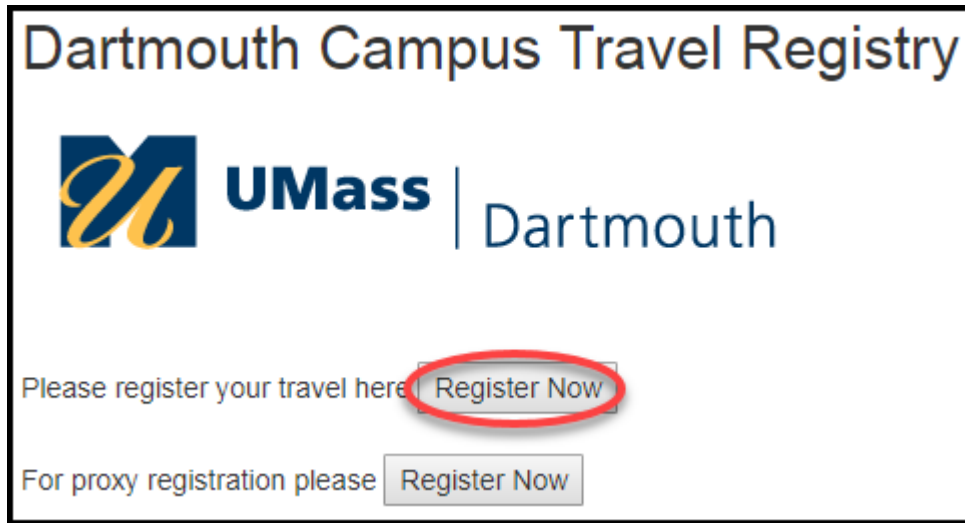 Dartmouth Campus Travel Registry
UMass | Dartmouth
Please register your travel here Register Now
For proxy registration please Register Now